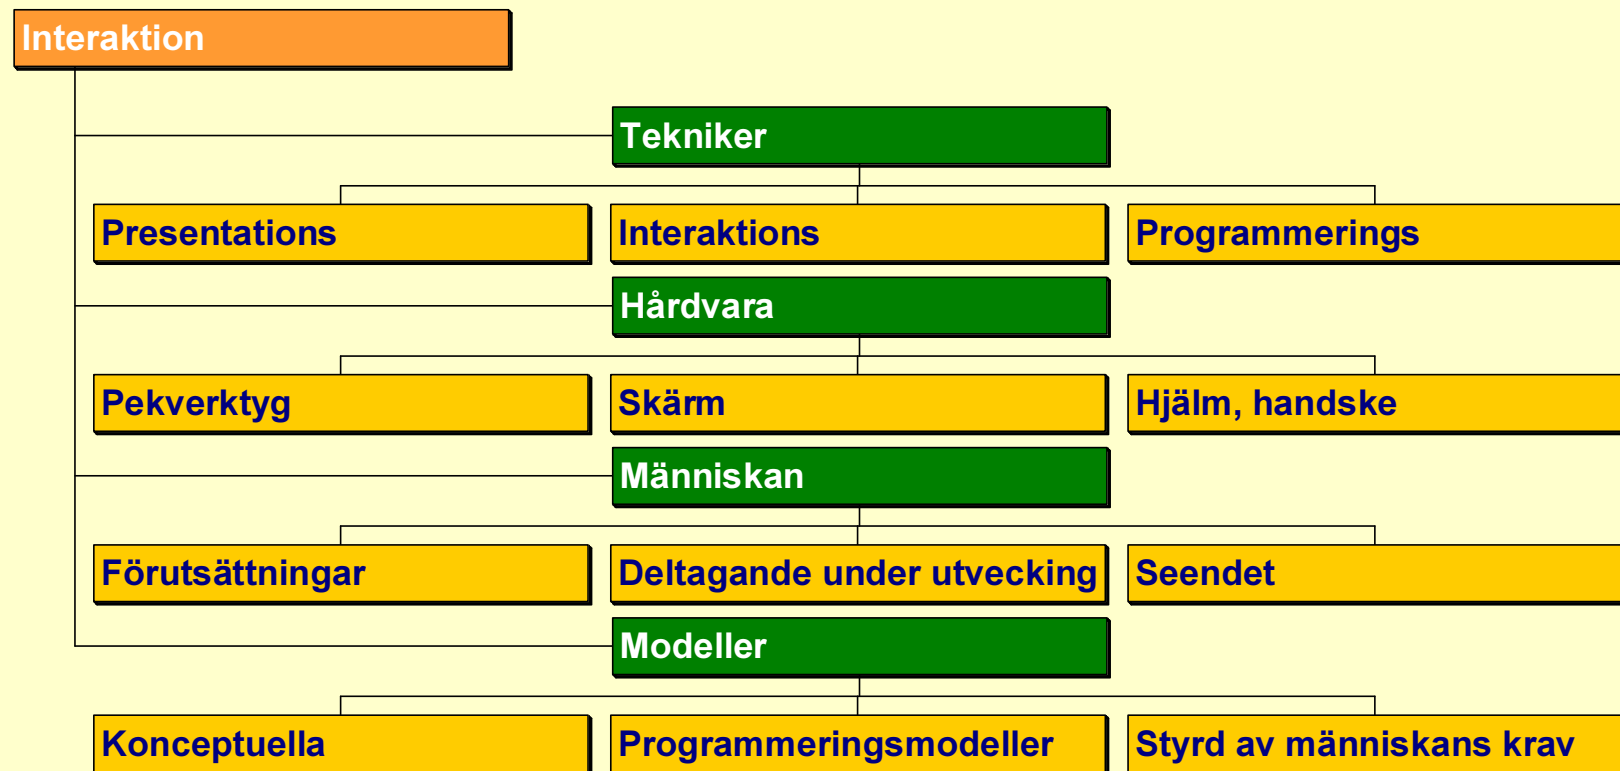 Interaktion
Tekniker
Presentations
Interaktions
Programmerings
Hårdvara
Pekverktyg
Skärm
Hjälm, handske
Människan
Förutsättningar
Deltagande under utvecking
Seendet
Modeller
Konceptuella
Programmeringsmodeller
Styrd av människans krav